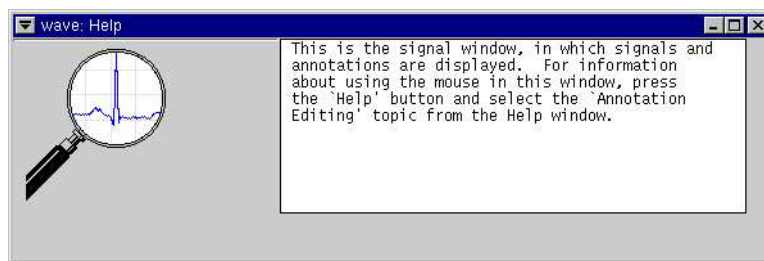 wave: Help
This is the signal window, in which signals and
annotations are displayed.  For information
about using the mouse in this window, press
the `Help' button and select the `Annotation
Editing' topic from the Help window.